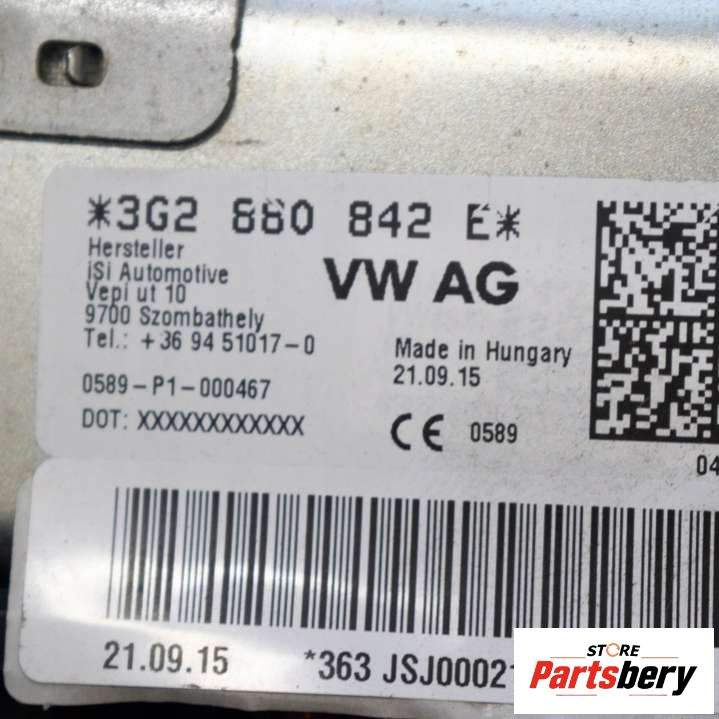 *3G2 880 842 E*
Hersteller
iSi Automotive
Vepi ut 10
9700 Szombathely
Tel.: +36 94 51017-0
VW AG
Made in Hungary
21.09.15
0589-P1-000467
DOT: XXXXXXXXXXXX
CE 0589
04
21.09.15
*363 JSJ0002
STORE
Partsbery